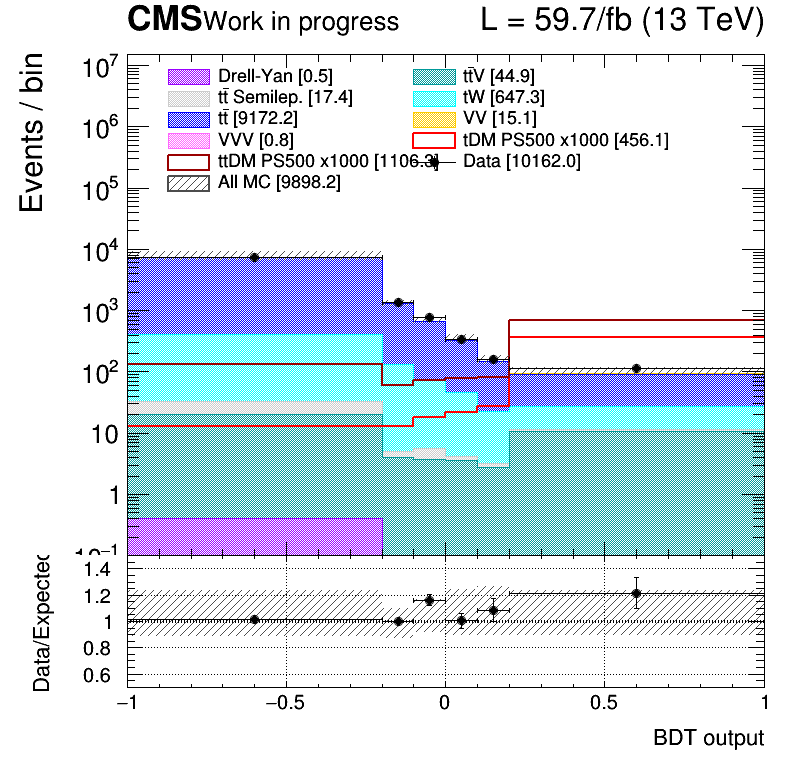 CMS Work in progress L = 59.7/fb (13 TeV)
Events / bin
Drell-Yan [0.5] tt̄V [44.9]
tt̄ Semilep. [17.4] tW [647.3]
tt̄ [9172.2] VV [15.1]
VVV [0.8] tDM PS500 x1000 [456.1]
ttDM PS500 x1000 [1106.3] Data [10162.0]
All MC [9898.2]
10⁷
10⁶
10⁵
10⁴
10³
10²
10
1
10⁻¹
Data/Expected
1.4
1.2
1
0.8
0.6
−1 −0.5 0 0.5 1
BDT output